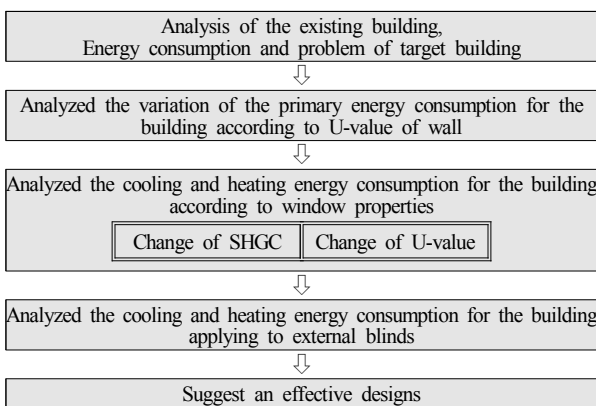 Analysis of the existing building,
Energy consumption and problem of target building
Analyzed the variation of the primary energy consumption for the
building according to U-value of wall
Analyzed the cooling and heating energy consumption for the building
according to window properties
Change of SHGC Change of U-value
Analyzed the cooling and heating energy consumption for the building
applying to external blinds
Suggest an effective designs